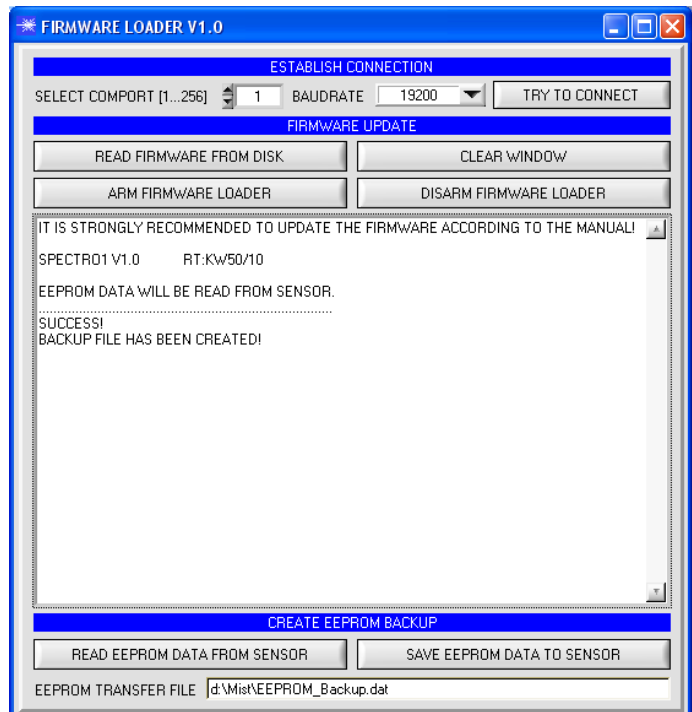 FIRMWARE LOADER V1.0
ESTABLISH CONNECTION
SELECT COMPORT [1...256] 1 BAUDRATE 19200 TRY TO CONNECT
FIRMWARE UPDATE
READ FIRMWARE FROM DISK CLEAR WINDOW
ARM FIRMWARE LOADER DISARM FIRMWARE LOADER
IT IS STRONGLY RECOMMENDED TO UPDATE THE FIRMWARE ACCORDING TO THE MANUAL!
SPECTRO1 V1.0 RT:KW50/10
EEPROM DATA WILL BE READ FROM SENSOR.
..........................................................................
SUCCESS!
BACKUP FILE HAS BEEN CREATED!
CREATE EEPROM BACKUP
READ EEPROM DATA FROM SENSOR SAVE EEPROM DATA TO SENSOR
EEPROM TRANSFER FILE d:\Mist\EEPROM_Backup.dat